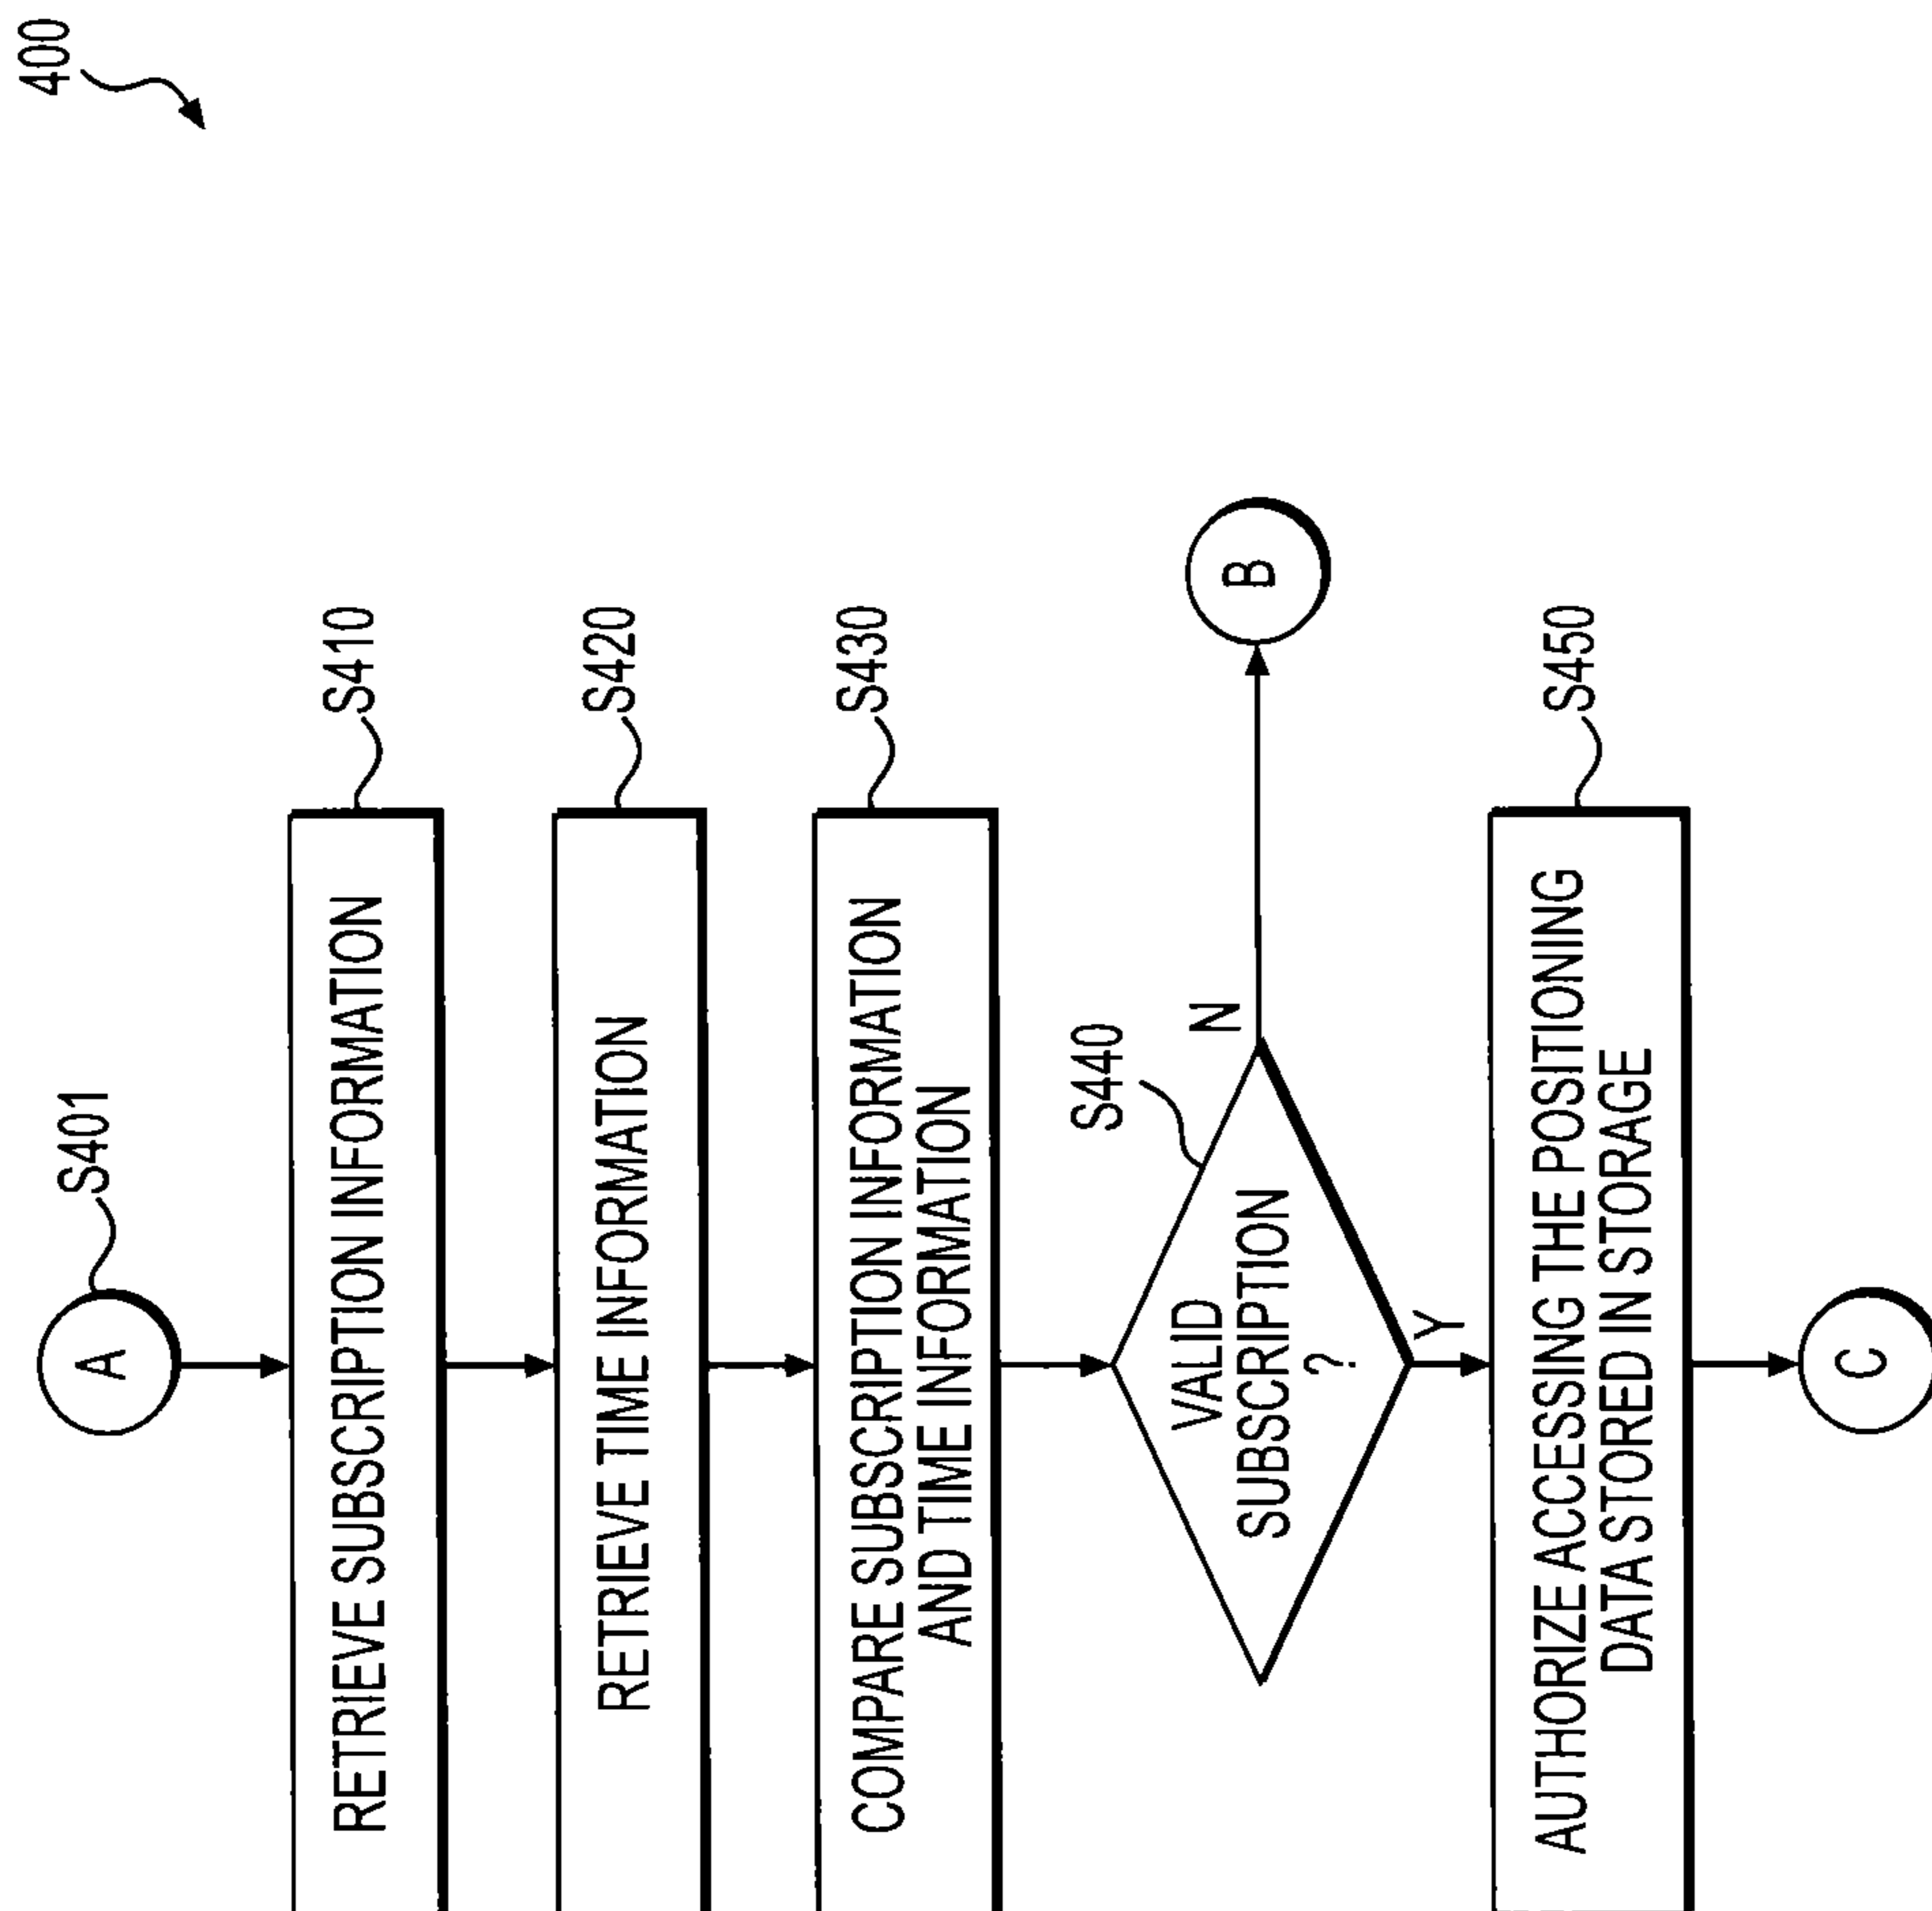 400
A
S401
RETRIEVE SUBSCRIPTION INFORMATION
S410
RETRIEVE TIME INFORMATION
S420
COMPARE SUBSCRIPTION INFORMATION
AND TIME INFORMATION
S430
VALID
SUBSCRIPTION
?
S440
N
B
Y
AUTHORIZE ACCESSING THE POSITIONING
DATA STORED IN STORAGE
S450
C